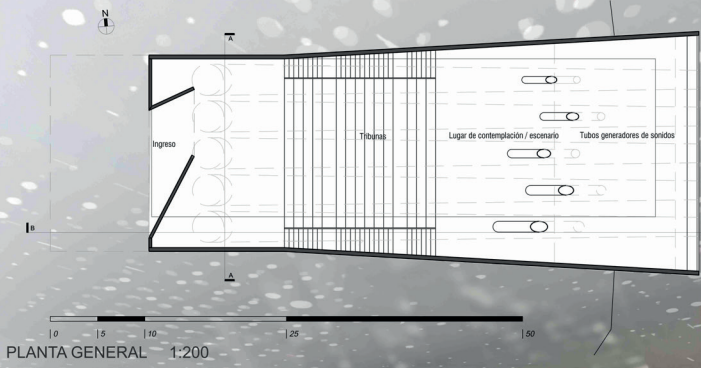 N
A
Ingreso
Tribunas
Lugar de contemplación / escenario
Tubos generadores de sonidos
B
A
0 5 10 25 50
PLANTA GENERAL 1:200